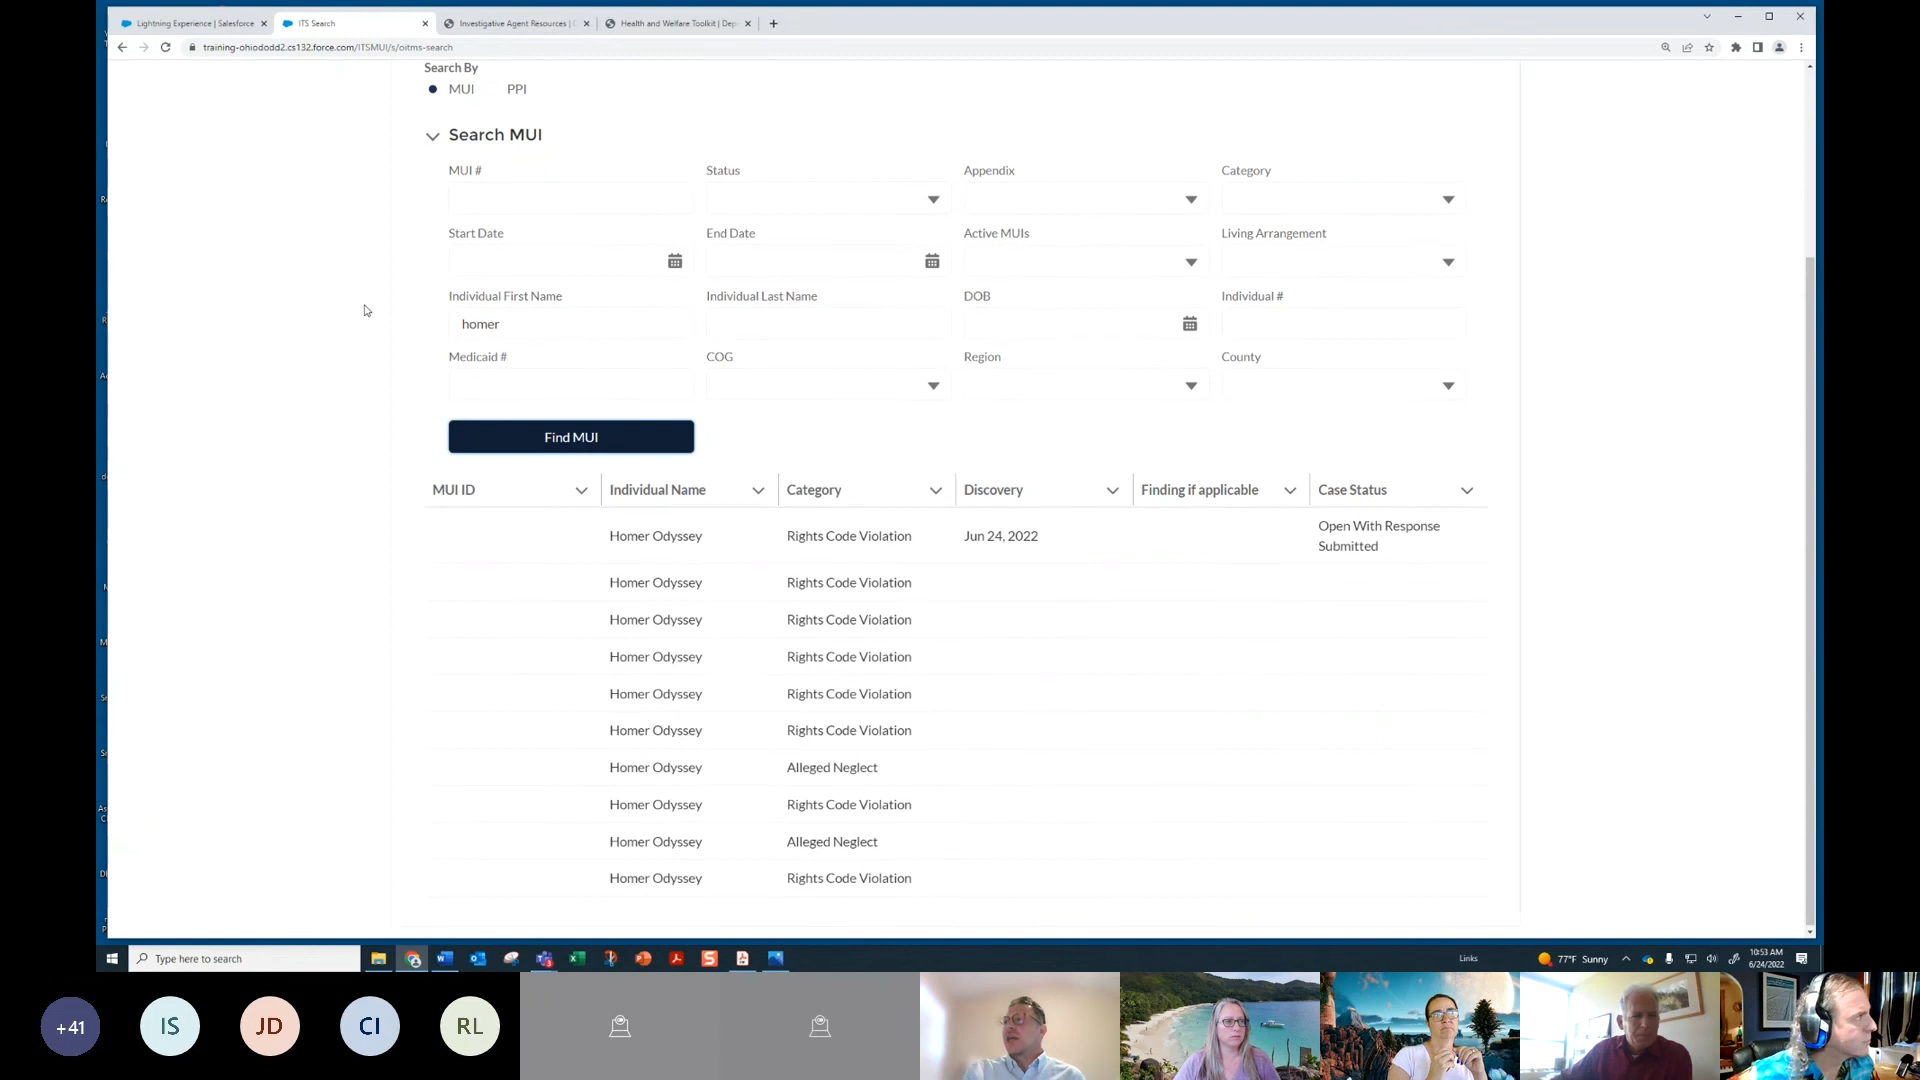 Lightning Experience | Salesforce
ITS Search
Investigative Agent Resources |
Health and Welfare Toolkit | Dep
training-ohiododd2.cs132.force.com/ITSMUI/s/oitms-search
Search By
MUI PPI
Search MUI
MUI # Status Appendix Category
Start Date End Date Active MUIs Living Arrangement
Individual First Name Individual Last Name DOB Individual #
homer
Medicaid # COG Region County
Find MUI
MUI ID Individual Name Category Discovery Finding if applicable Case Status
Homer Odyssey Rights Code Violation Jun 24, 2022 Open With Response
Submitted
Homer Odyssey Rights Code Violation
Homer Odyssey Rights Code Violation
Homer Odyssey Rights Code Violation
Homer Odyssey Rights Code Violation
Homer Odyssey Rights Code Violation
Homer Odyssey Alleged Neglect
Homer Odyssey Rights Code Violation
Homer Odyssey Alleged Neglect
Homer Odyssey Rights Code Violation
Type here to search
Links
77°F Sunny
10:53 AM
6/24/2022
+41 IS JD CI RL